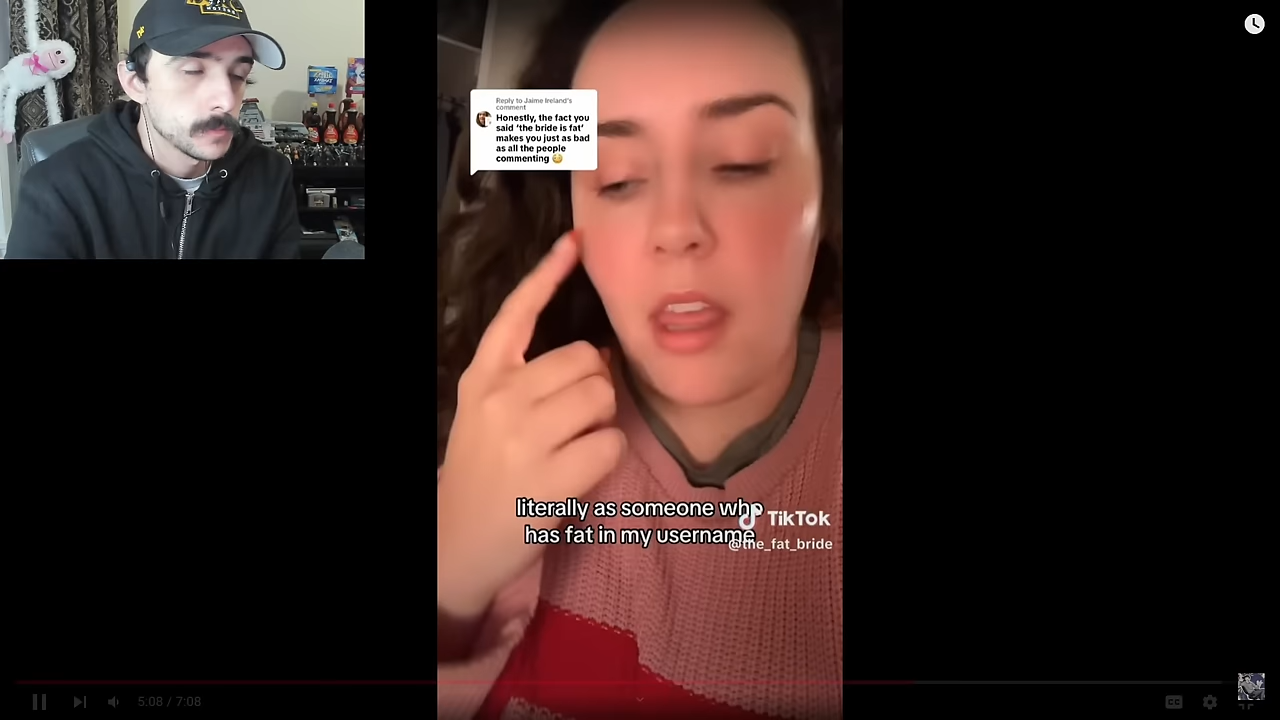 Reply to Jaime Ireland's
comment
Honestly, the fact you
said ‘the bride is fat’
makes you just as bad
as all the people
commenting 😳
literally as someone who
has fat in my username
TikTok
@the_fat_bride
5:08 / 7:08
CC